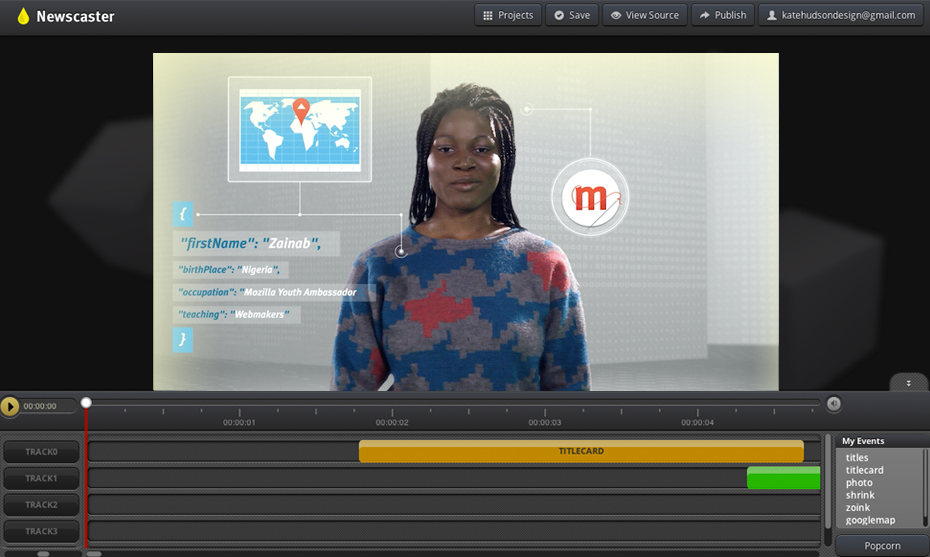 Newscaster
Projects
Save
View Source
Publish
katehudsondesign@gmail.com
{
"firstName": "Zainab",
"birthPlace": "Nigeria",
"occupation": "Mozilla Youth Ambassador
"teaching": "Webmakers"
}
m
00:00:00
00:00:01
00:00:02
00:00:03
00:00:04
TRACK0
TITLECARD
TRACK1
TRACK2
TRACK3
My Events
titles
titlecard
photo
shrink
zoink
googlemap
Popcorn